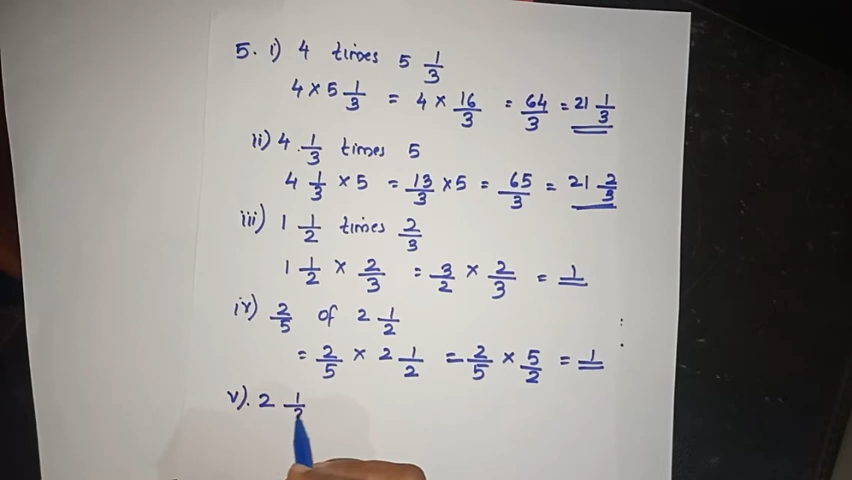 5. i) 4 times 5 1/3
4 × 5 1/3 = 4 × 16/3 = 64/3 = 21 1/3
ii) 4 1/3 times 5
4 1/3 × 5 = 13/3 × 5 = 65/3 = 21 2/3
iii) 1 1/2 times 2/3
1 1/2 × 2/3 = 3/2 × 2/3 = 1
iv) 2/5 of 2 1/2
= 2/5 × 2 1/2 = 2/5 × 5/2 = 1
v). 2 1/2